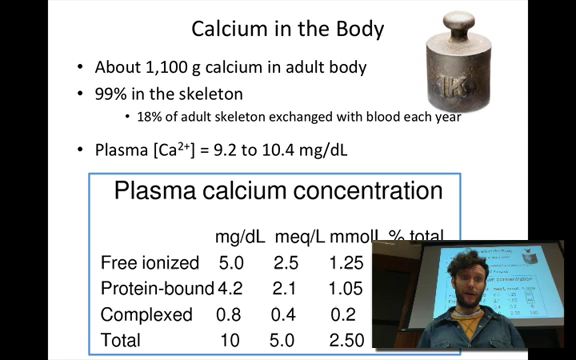 Calcium in the Body
• About 1,100 g calcium in adult body
• 99% in the skeleton
• 18% of adult skeleton exchanged with blood each year
• Plasma [Ca²⁺] = 9.2 to 10.4 mg/dL
Plasma calcium concentration
mg/dL meq/L mmolL % total
Free ionized 5.0 2.5 1.25
Protein-bound 4.2 2.1 1.05
Complexed 0.8 0.4 0.2
Total 10 5.0 2.50